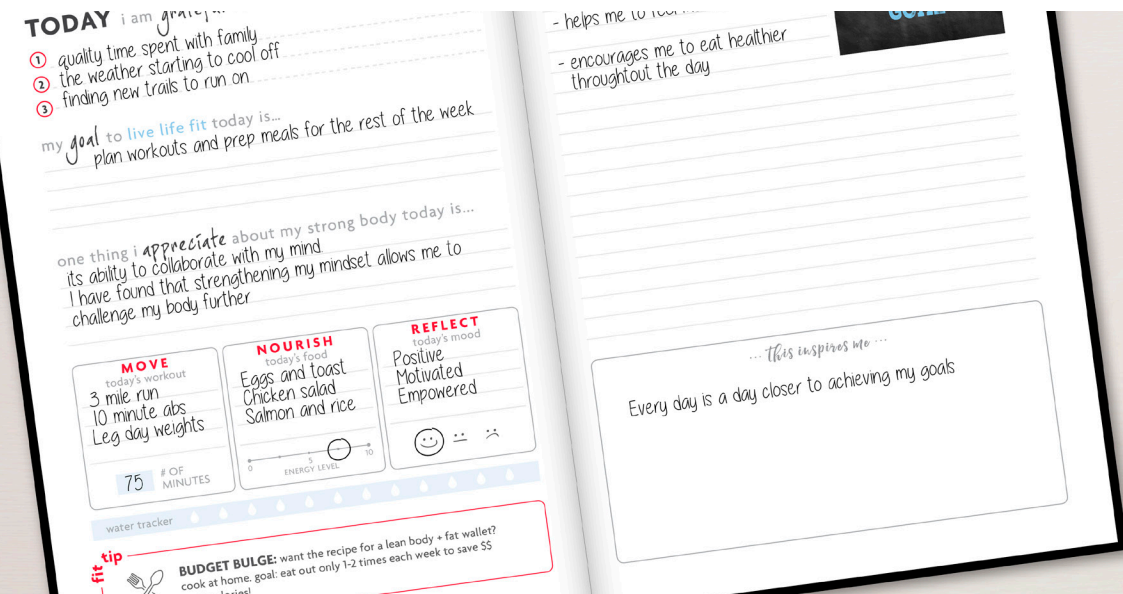 TODAY i am grateful
1 quality time spent with family
2 the weather starting to cool off
3 finding new trails to run on
my goal to live life fit today is...
plan workouts and prep meals for the rest of the week
one thing i appreciate about my strong body today is...
its ability to collaborate with my mind.
I have found that strengthening my mindset allows me to
challenge my body further
MOVE
today's workout
3 mile run
10 minute abs
Leg day weights
75 # OF
MINUTES
NOURISH
today's food
Eggs and toast
Chicken salad
Salmon and rice
0 5 10
ENERGY LEVEL
REFLECT
today's mood
Positive
Motivated
Empowered
water tracker
fit tip
BUDGET BULGE: want the recipe for a lean body + fat wallet?
cook at home. goal: eat out only 1-2 times each week to save $$
- helps me to
- encourages me to eat healthier
throughtout the day
... this inspires me ...
Every day is a day closer to achieving my goals